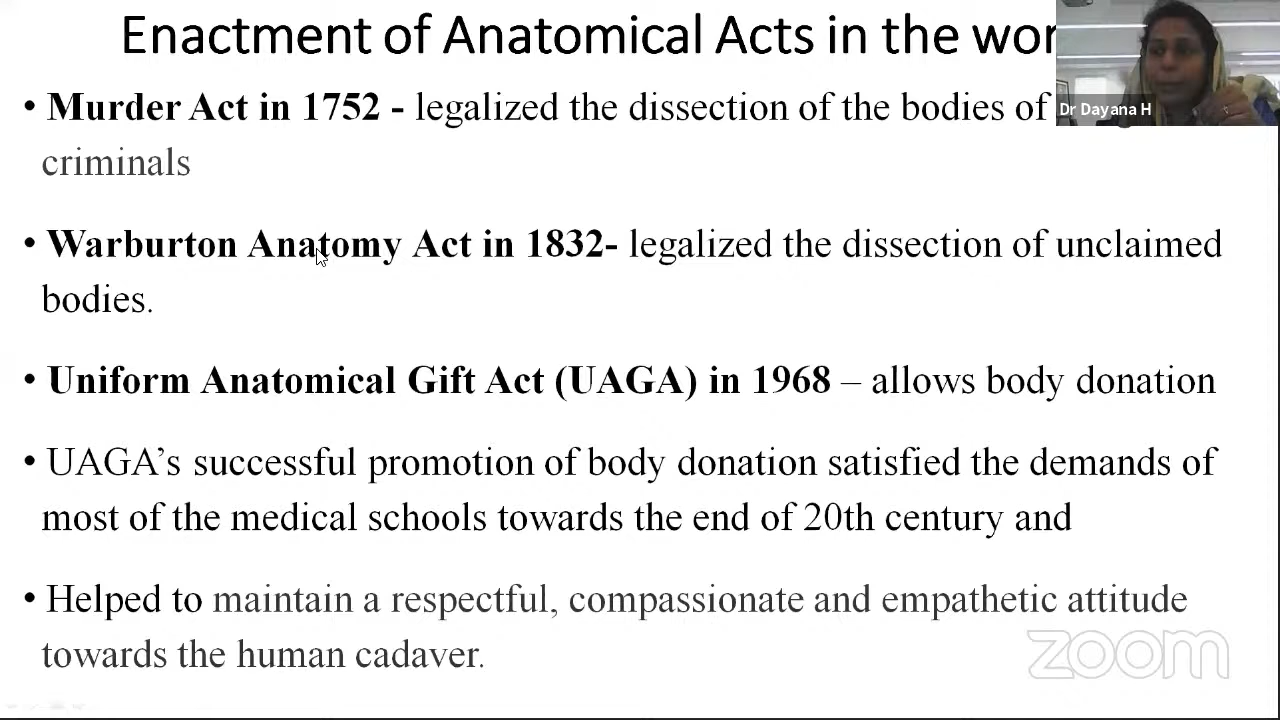 Enactment of Anatomical Acts in the wor
Dr Dayana H
• Murder Act in 1752 - legalized the dissection of the bodies of
criminals
• Warburton Anatomy Act in 1832- legalized the dissection of unclaimed
bodies.
• Uniform Anatomical Gift Act (UAGA) in 1968 – allows body donation
• UAGA’s successful promotion of body donation satisfied the demands of
most of the medical schools towards the end of 20th century and
• Helped to maintain a respectful, compassionate and empathetic attitude
towards the human cadaver.
zoom